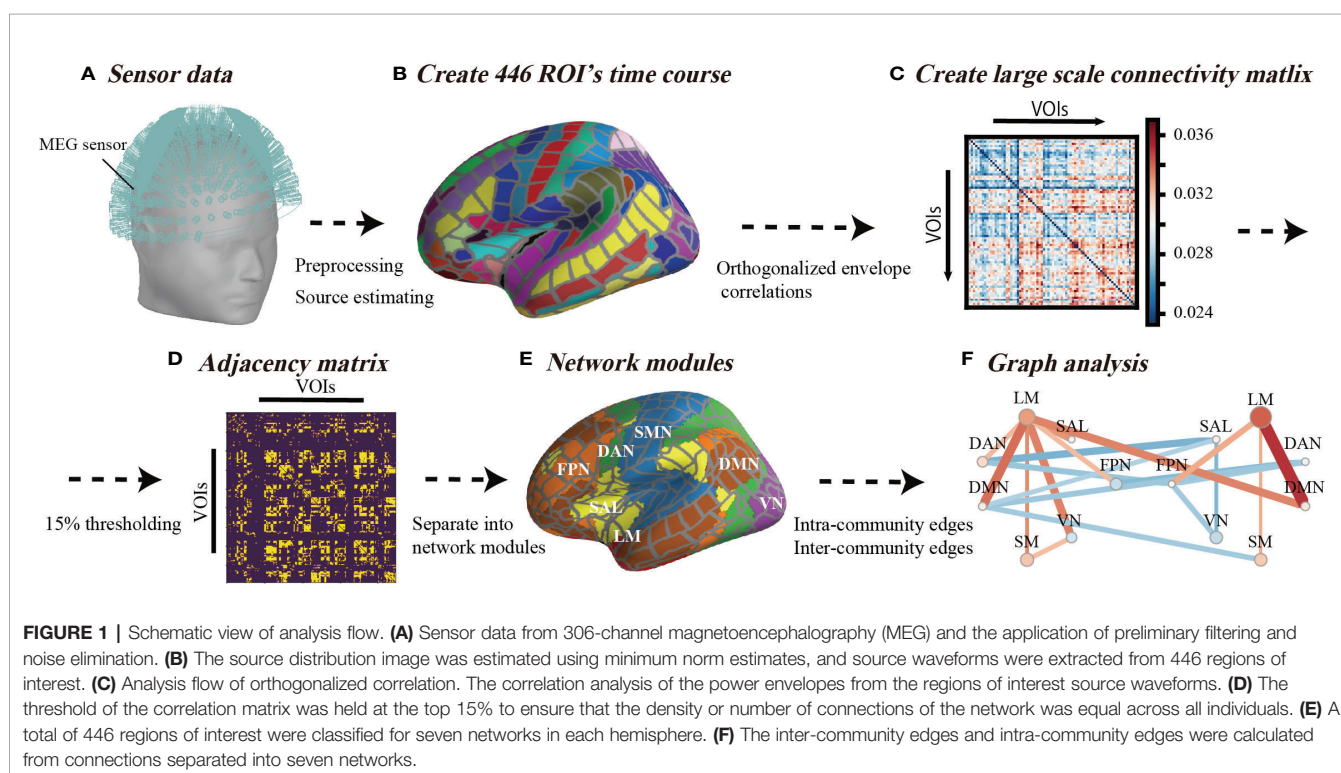 A Sensor data
MEG sensor
Preprocessing
Source estimating
B Create 446 ROI's time course
Orthogonalized envelope
correlations
C Create large scale connectivity matlix
VOIs
VOIs
0.036
0.032
0.028
0.024
15% thresholding
D Adjacency matrix
VOIs
VOIs
Separate into
network modules
E Network modules
SMN
DAN
FPN
DMN
SAL
VN
LM
Intra-community edges
Inter-community edges
F Graph analysis
LM LM
SAL SAL
DAN DAN
FPN FPN
DMN DMN
VN VN
SM SM
FIGURE 1 | Schematic view of analysis flow. (A) Sensor data from 306-channel magnetoencephalography (MEG) and the application of preliminary filtering and
noise elimination. (B) The source distribution image was estimated using minimum norm estimates, and source waveforms were extracted from 446 regions of
interest. (C) Analysis flow of orthogonalized correlation. The correlation analysis of the power envelopes from the regions of interest source waveforms. (D) The
threshold of the correlation matrix was held at the top 15% to ensure that the density or number of connections of the network was equal across all individuals. (E) A
total of 446 regions of interest were classified for seven networks in each hemisphere. (F) The inter-community edges and intra-community edges were calculated
from connections separated into seven networks.